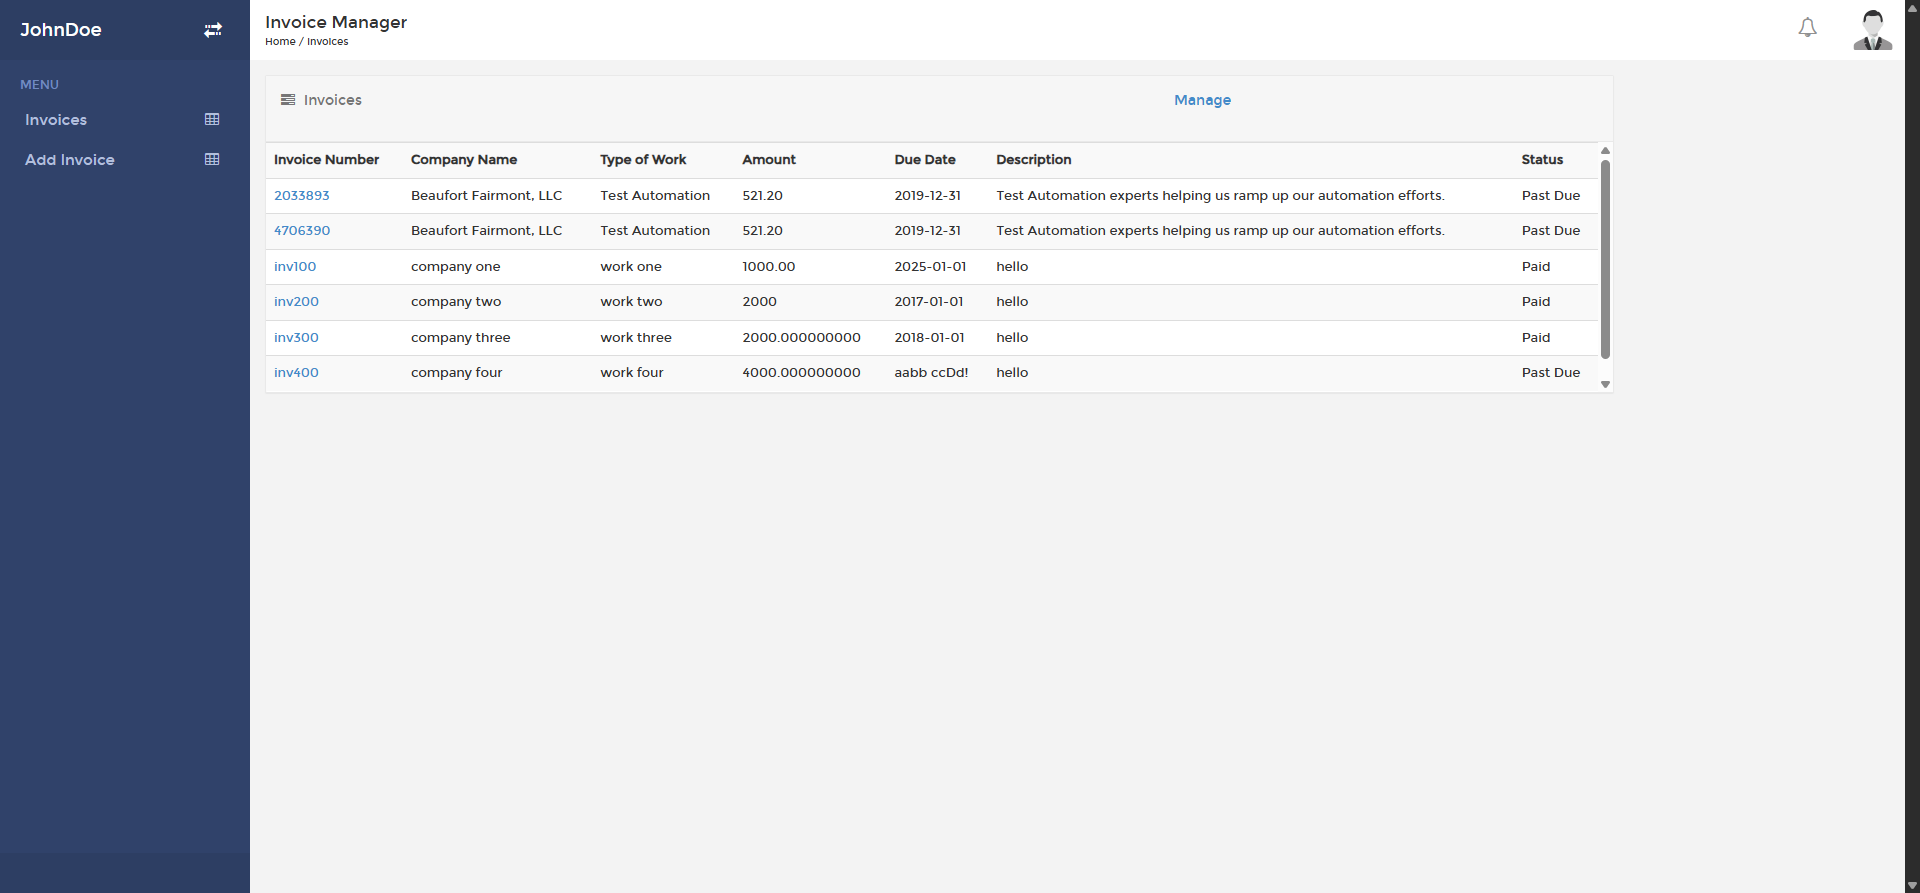 JohnDoe
MENU
Invoices
Add Invoice
Invoice Manager
Home / Invoices
Invoices Manage
Invoice Number Company Name Type of Work Amount Due Date Description Status
2033893 Beaufort Fairmont, LLC Test Automation 521.20 2019-12-31 Test Automation experts helping us ramp up our automation efforts. Past Due
4706390 Beaufort Fairmont, LLC Test Automation 521.20 2019-12-31 Test Automation experts helping us ramp up our automation efforts. Past Due
inv100 company one work one 1000.00 2025-01-01 hello Paid
inv200 company two work two 2000 2017-01-01 hello Paid
inv300 company three work three 2000.000000000 2018-01-01 hello Paid
inv400 company four work four 4000.000000000 aabb ccDd! hello Past Due